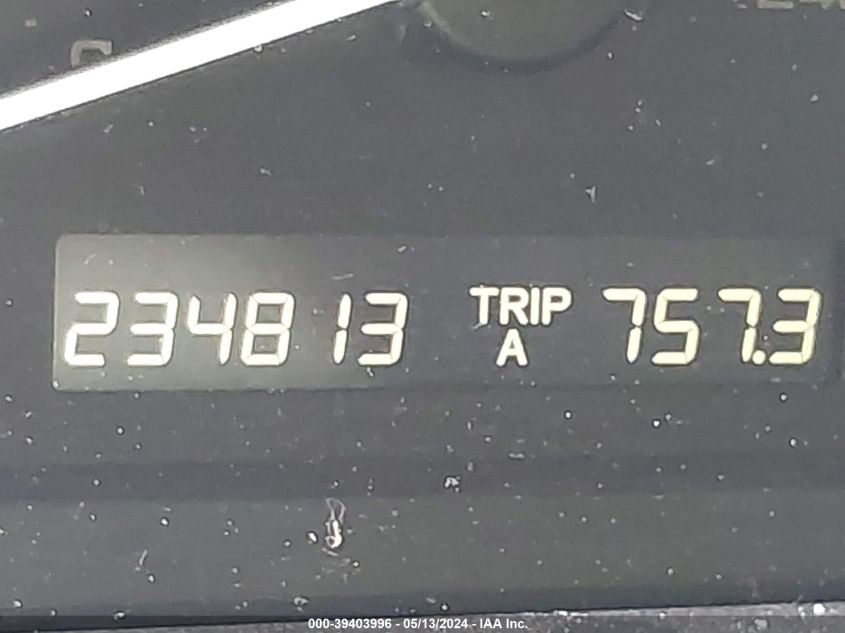 234813 TRIP A 757.3
000-39403996 - 05/13/2024 - IAA Inc.